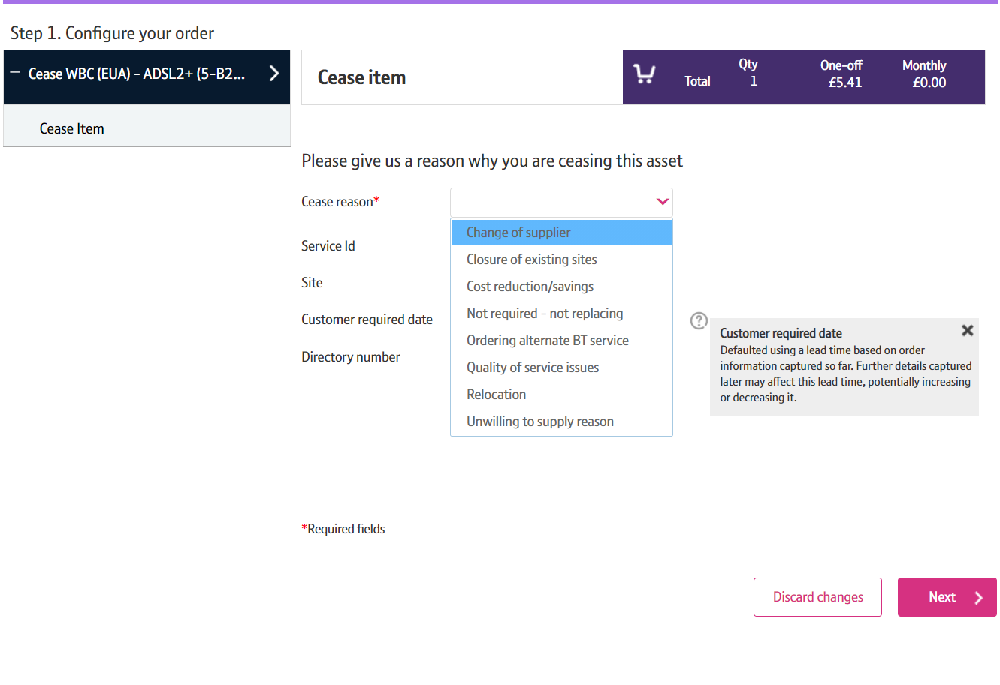 Step 1. Configure your order
Cease WBC (EUA) - ADSL2+ (5-B2...
Cease Item
Cease item
Total
Qty
1
One-off
£5.41
Monthly
£0.00
Please give us a reason why you are ceasing this asset
Cease reason*
Change of supplier
Closure of existing sites
Cost reduction/savings
Not required - not replacing
Ordering alternate BT service
Quality of service issues
Relocation
Unwilling to supply reason
Service Id
Site
Customer required date
Directory number
?
Customer required date
Defaulted using a lead time based on order
information captured so far. Further details captured
later may affect this lead time, potentially increasing
or decreasing it.
*Required fields
Discard changes
Next